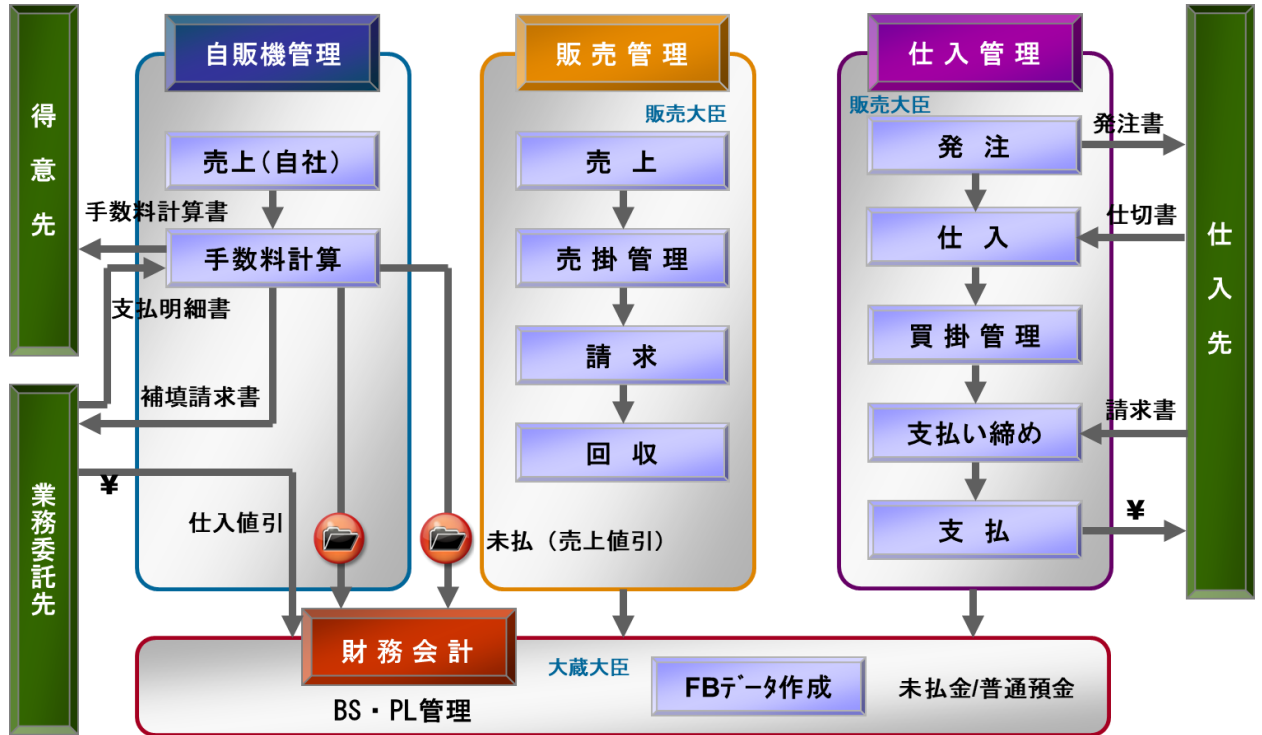 得意先
自販機管理
販売管理
仕入管理
販売大臣
販売大臣
発注書
売上(自社)
売上
発注
手数料計算書
仕切書
手数料計算
売掛管理
仕入
仕入先
支払明細書
買掛管理
請求
補填請求書
請求書
支払い締め
回収
¥
業務委託先
仕入値引
未払（売上値引）
支払
¥
財務会計
大蔵大臣
FBﾃﾞｰﾀ作成
未払金/普通預金
BS・PL管理